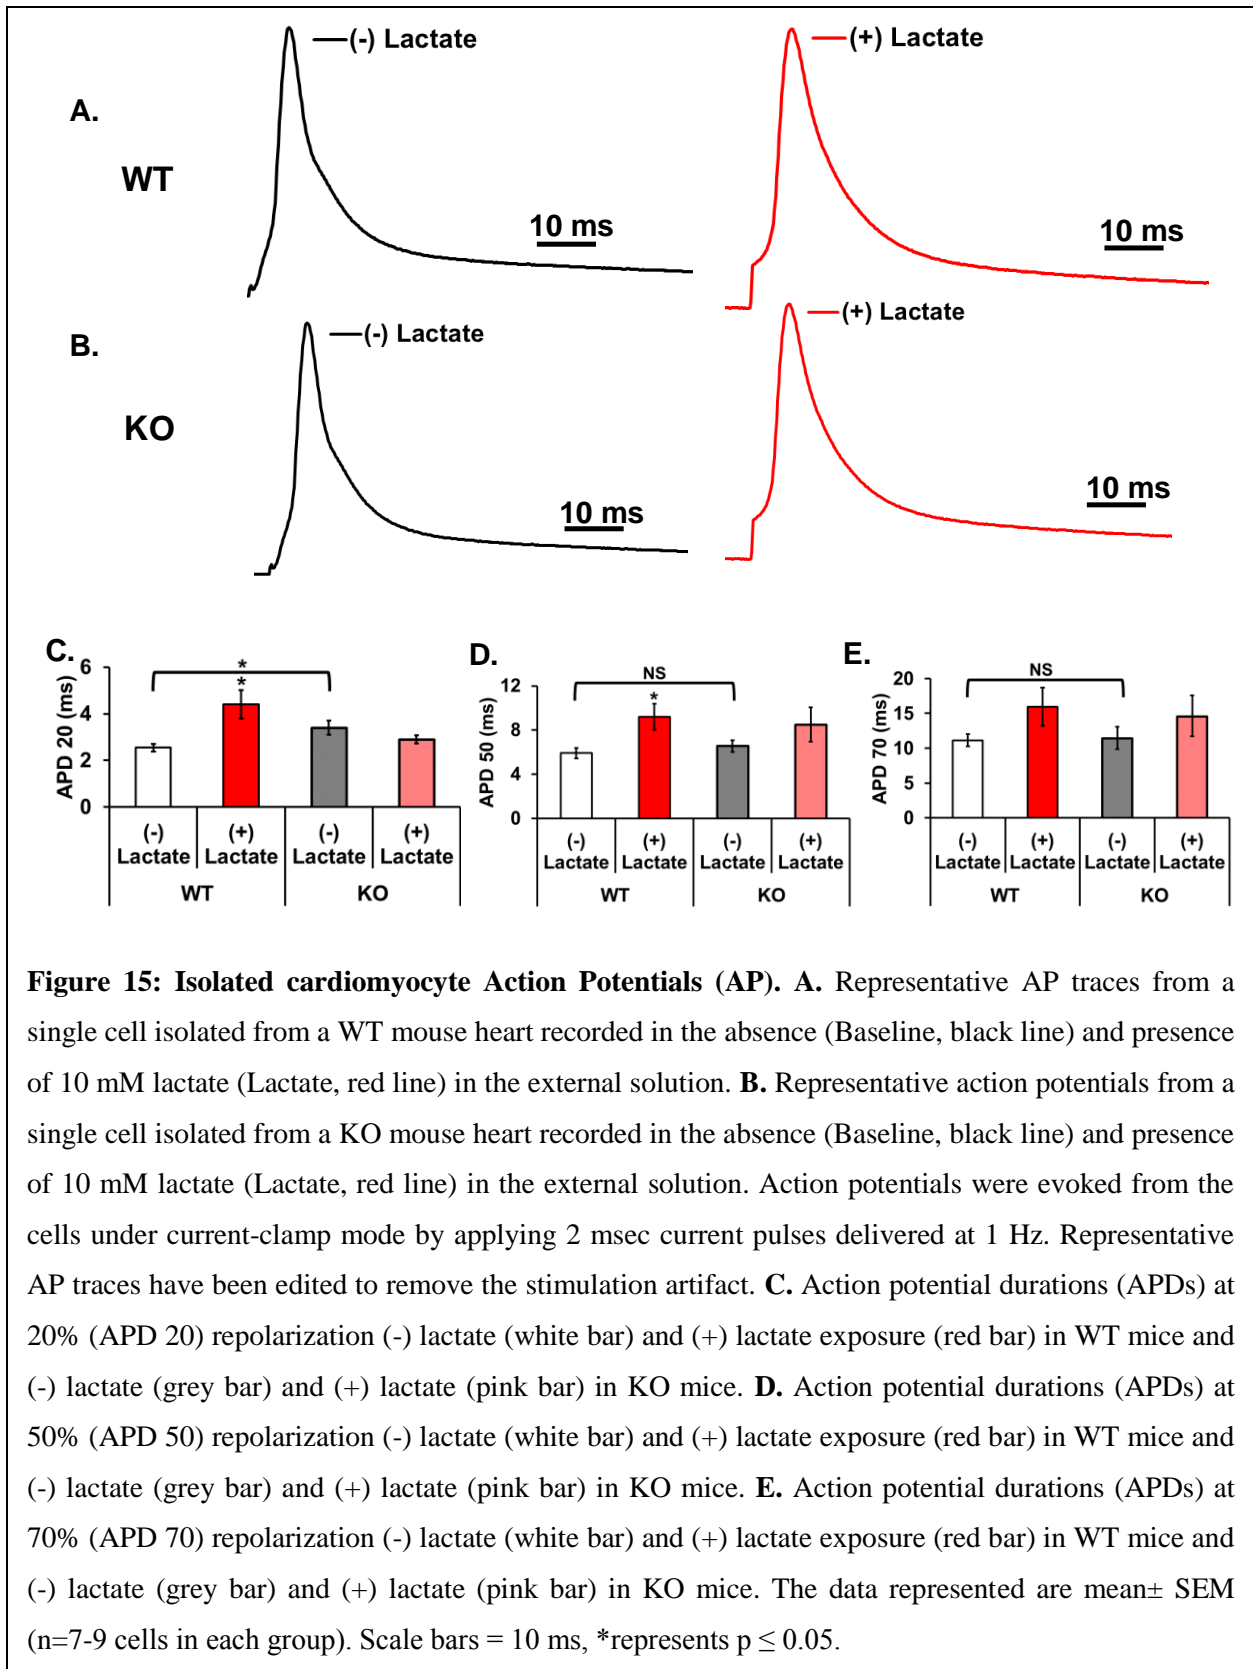 (-) Lactate
(+) Lactate
A.
WT
10 ms
10 ms
(-) Lactate
(+) Lactate
B.
KO
10 ms
10 ms
C.
6
4
2
0
APD 20 (ms)
*
*
(-) Lactate
(+) Lactate
(-) Lactate
(+) Lactate
WT
KO
D.
12
9
6
3
0
APD 50 (ms)
NS
*
(-) Lactate
(+) Lactate
(-) Lactate
(+) Lactate
WT
KO
E.
20
15
10
5
0
APD 70 (ms)
NS
(-) Lactate
(+) Lactate
(-) Lactate
(+) Lactate
WT
KO
Figure 15: Isolated cardiomyocyte Action Potentials (AP). A. Representative AP traces from a
single cell isolated from a WT mouse heart recorded in the absence (Baseline, black line) and presence
of 10 mM lactate (Lactate, red line) in the external solution. B. Representative action potentials from a
single cell isolated from a KO mouse heart recorded in the absence (Baseline, black line) and presence
of 10 mM lactate (Lactate, red line) in the external solution. Action potentials were evoked from the
cells under current-clamp mode by applying 2 msec current pulses delivered at 1 Hz. Representative
AP traces have been edited to remove the stimulation artifact. C. Action potential durations (APDs) at
20% (APD 20) repolarization (-) lactate (white bar) and (+) lactate exposure (red bar) in WT mice and
(-) lactate (grey bar) and (+) lactate (pink bar) in KO mice. D. Action potential durations (APDs) at
50% (APD 50) repolarization (-) lactate (white bar) and (+) lactate exposure (red bar) in WT mice and
(-) lactate (grey bar) and (+) lactate (pink bar) in KO mice. E. Action potential durations (APDs) at
70% (APD 70) repolarization (-) lactate (white bar) and (+) lactate exposure (red bar) in WT mice and
(-) lactate (grey bar) and (+) lactate (pink bar) in KO mice. The data represented are mean± SEM
(n=7-9 cells in each group). Scale bars = 10 ms, *represents p ≤ 0.05.